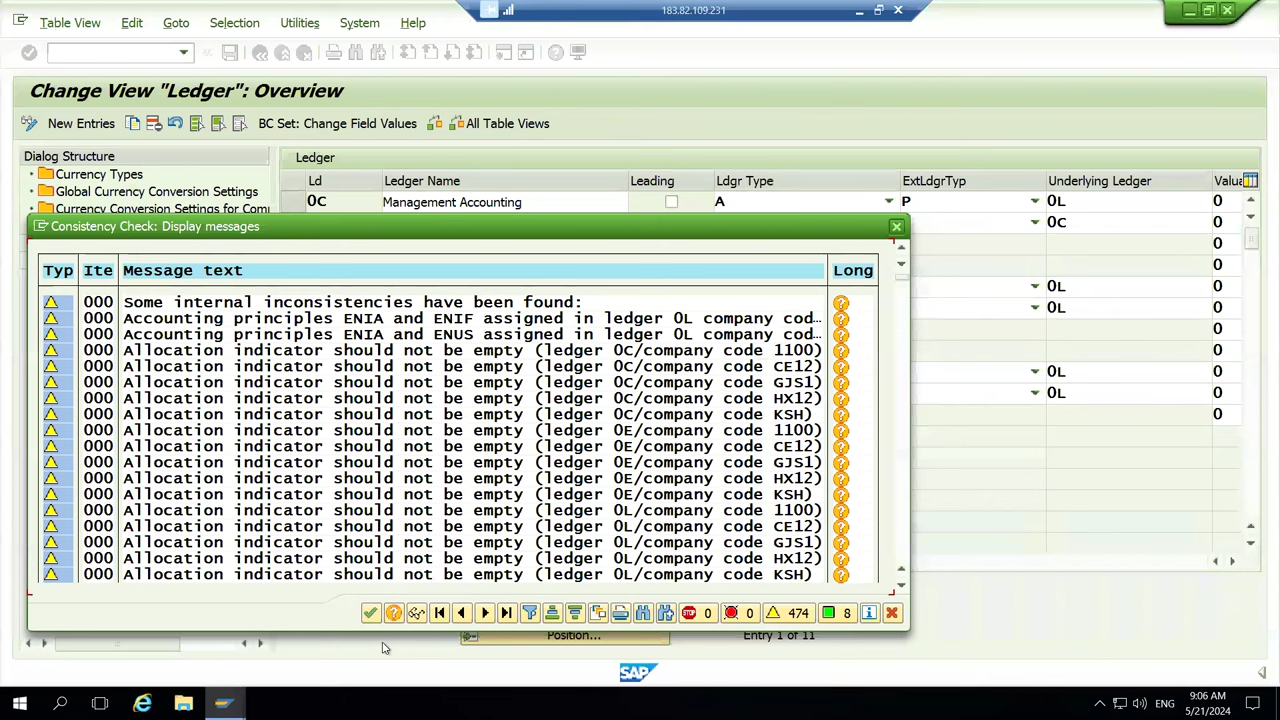 183.82.109.231
Table View Edit Goto Selection Utilities System Help
Change View "Ledger": Overview
New Entries BC Set: Change Field Values All Table Views
Dialog Structure
Currency Types
Global Currency Conversion Settings
Currency Conversion Settings for Com
Ledger
Ld Ledger Name Leading Ldgr Type ExtLdgrTyp Underlying Ledger Valu
0C Management Accounting A P 0L 0
0C
0
0
0L 0
0L 0
0
0
0L 0
0L 0
0
Consistency Check: Display messages
Typ Ite Message text Long
000 Some internal inconsistencies have been found:
000 Accounting principles ENIA and ENIF assigned in ledger 0L company cod…
000 Accounting principles ENIA and ENUS assigned in ledger 0L company cod…
000 Allocation indicator should not be empty (ledger 0C/company code 1100)
000 Allocation indicator should not be empty (ledger 0C/company code CE12)
000 Allocation indicator should not be empty (ledger 0C/company code GJS1)
000 Allocation indicator should not be empty (ledger 0C/company code HX12)
000 Allocation indicator should not be empty (ledger 0C/company code KSH)
000 Allocation indicator should not be empty (ledger 0E/company code 1100)
000 Allocation indicator should not be empty (ledger 0E/company code CE12)
000 Allocation indicator should not be empty (ledger 0E/company code GJS1)
000 Allocation indicator should not be empty (ledger 0E/company code HX12)
000 Allocation indicator should not be empty (ledger 0E/company code KSH)
000 Allocation indicator should not be empty (ledger 0L/company code 1100)
000 Allocation indicator should not be empty (ledger 0L/company code CE12)
000 Allocation indicator should not be empty (ledger 0L/company code GJS1)
000 Allocation indicator should not be empty (ledger 0L/company code HX12)
000 Allocation indicator should not be empty (ledger 0L/company code KSH)
STOP 0 0 474 8
Position... Entry 1 of 11
SAP
ENG 9:06 AM
5/21/2024